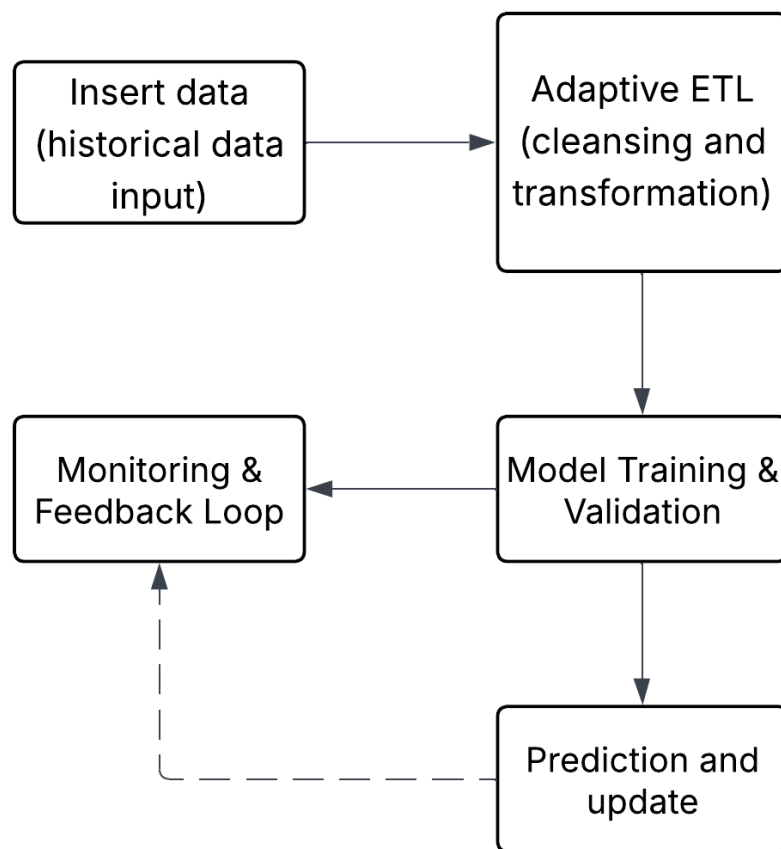 Insert data
(historical data
input)
Adaptive ETL
(cleansing and
transformation)
Monitoring &
Feedback Loop
Model Training &
Validation
Prediction and
update